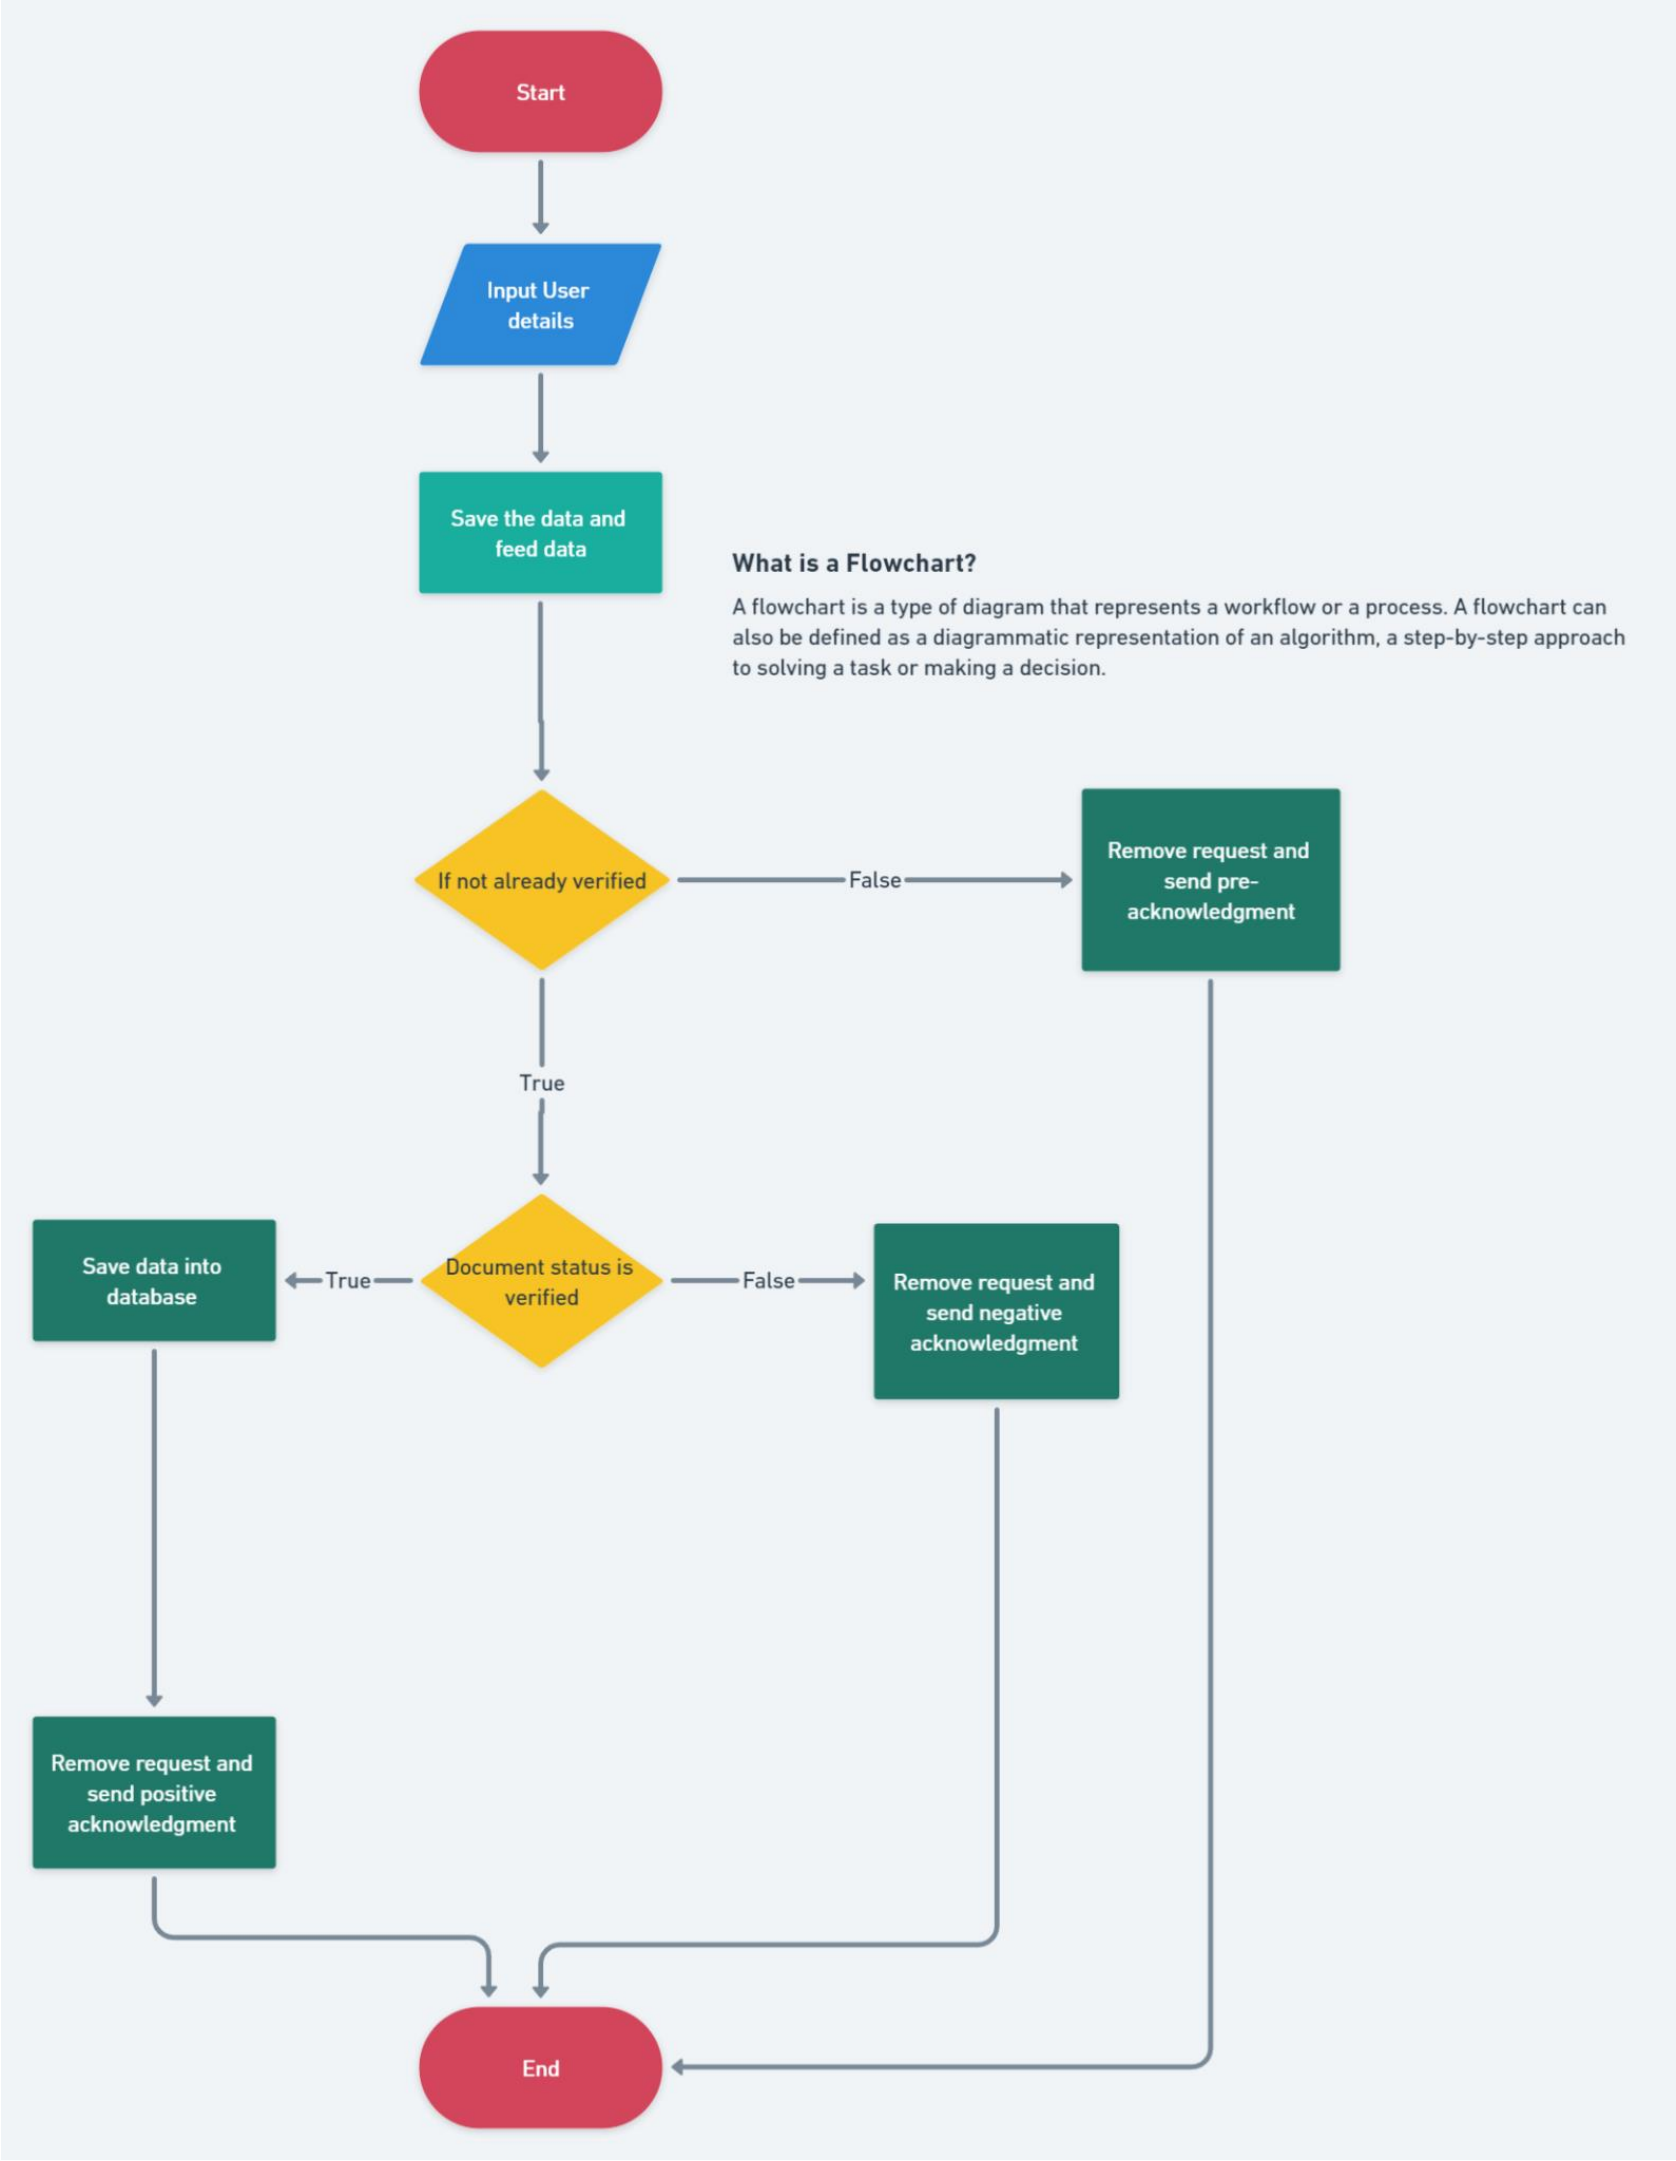 Start
Input User
details
Save the data and
feed data
What is a Flowchart?
A flowchart is a type of diagram that represents a workflow or a process. A flowchart can
also be defined as a diagrammatic representation of an algorithm, a step-by-step approach
to solving a task or making a decision.
If not already verified
False
Remove request and
send pre-
acknowledgment
True
Save data into
database
True
Document status is
verified
False
Remove request and
send negative
acknowledgment
Remove request and
send positive
acknowledgment
End